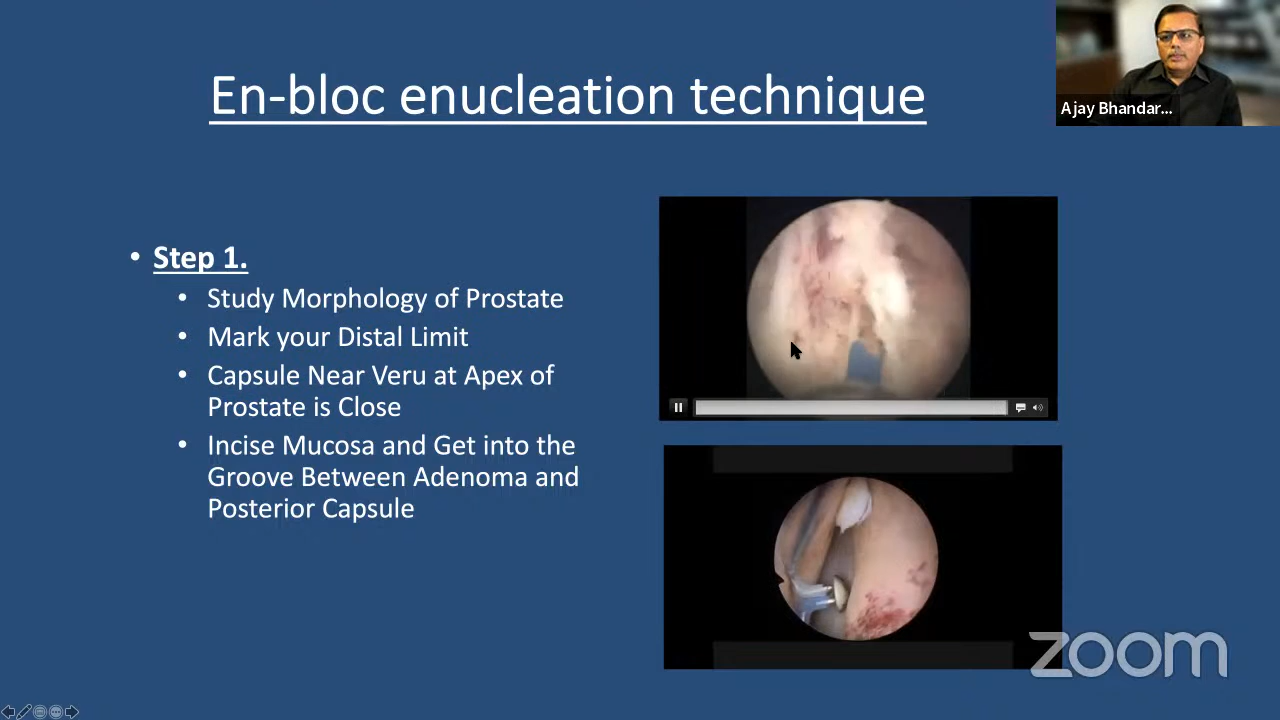 En-bloc enucleation technique
Ajay Bhandar...
• Step 1.
• Study Morphology of Prostate
• Mark your Distal Limit
• Capsule Near Veru at Apex of
Prostate is Close
• Incise Mucosa and Get into the
Groove Between Adenoma and
Posterior Capsule
zoom